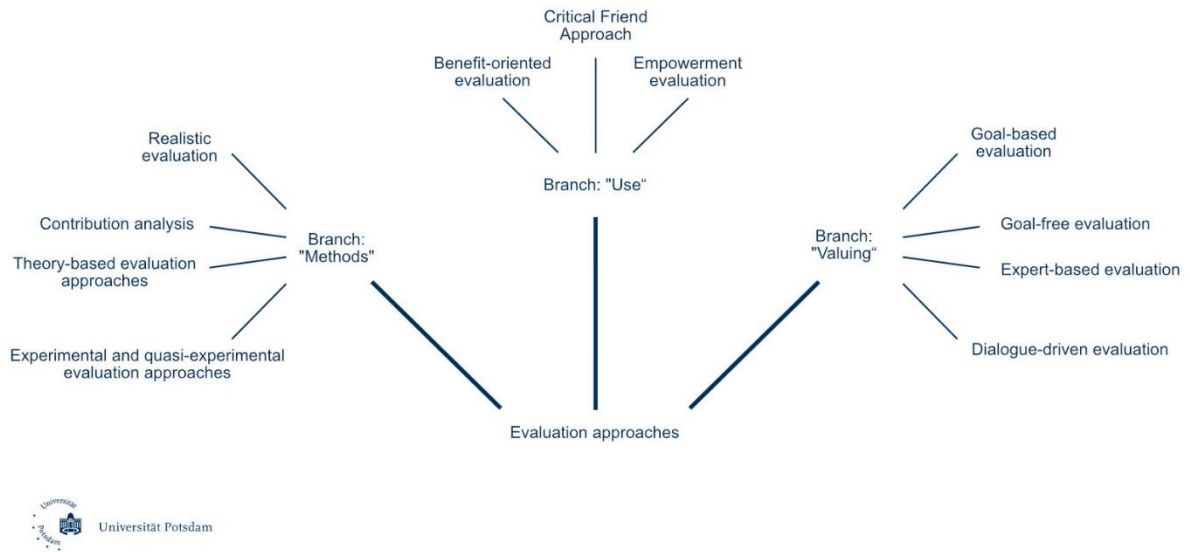 Critical Friend
Approach
Benefit-oriented
evaluation
Empowerment
evaluation
Branch: "Use“
Realistic
evaluation
Contribution analysis
Theory-based evaluation
approaches
Experimental and quasi-experimental
evaluation approaches
Branch:
"Methods"
Branch:
"Valuing“
Goal-based
evaluation
Goal-free evaluation
Expert-based evaluation
Dialogue-driven evaluation
Evaluation approaches
Universität
Potsdam
Universität Potsdam